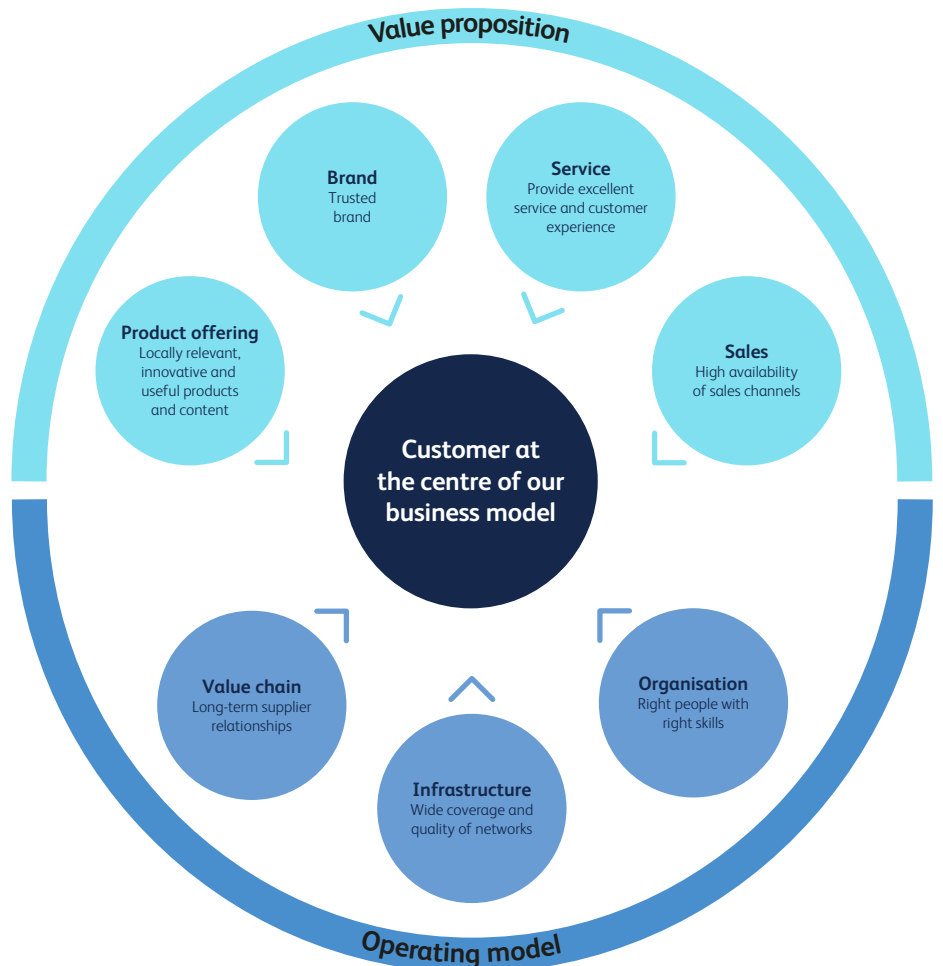 Value proposition
Brand
Trusted
brand
Service
Provide excellent
service and customer
experience
Product offering
Locally relevant,
innovative and
useful products
and content
Sales
High availability
of sales channels
Customer at
the centre of our
business model
Value chain
Long-term supplier
relationships
Organisation
Right people with
right skills
Infrastructure
Wide coverage and
quality of networks
Operating model